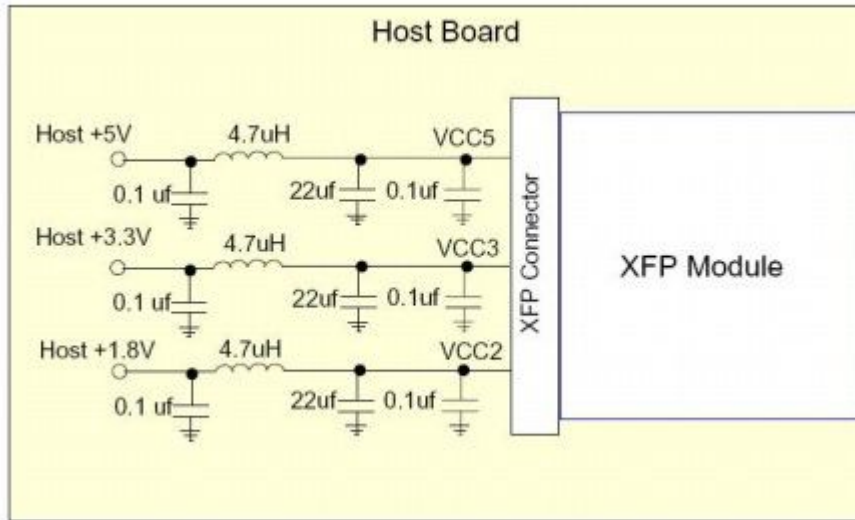 Host Board
Host +5V
4.7uH
VCC5
0.1 uf
22uf
0.1uf
Host +3.3V
4.7uH
VCC3
0.1 uf
22uf
0.1uf
Host +1.8V
4.7uH
VCC2
0.1 uf
22uf
0.1uf
XFP Connector
XFP Module